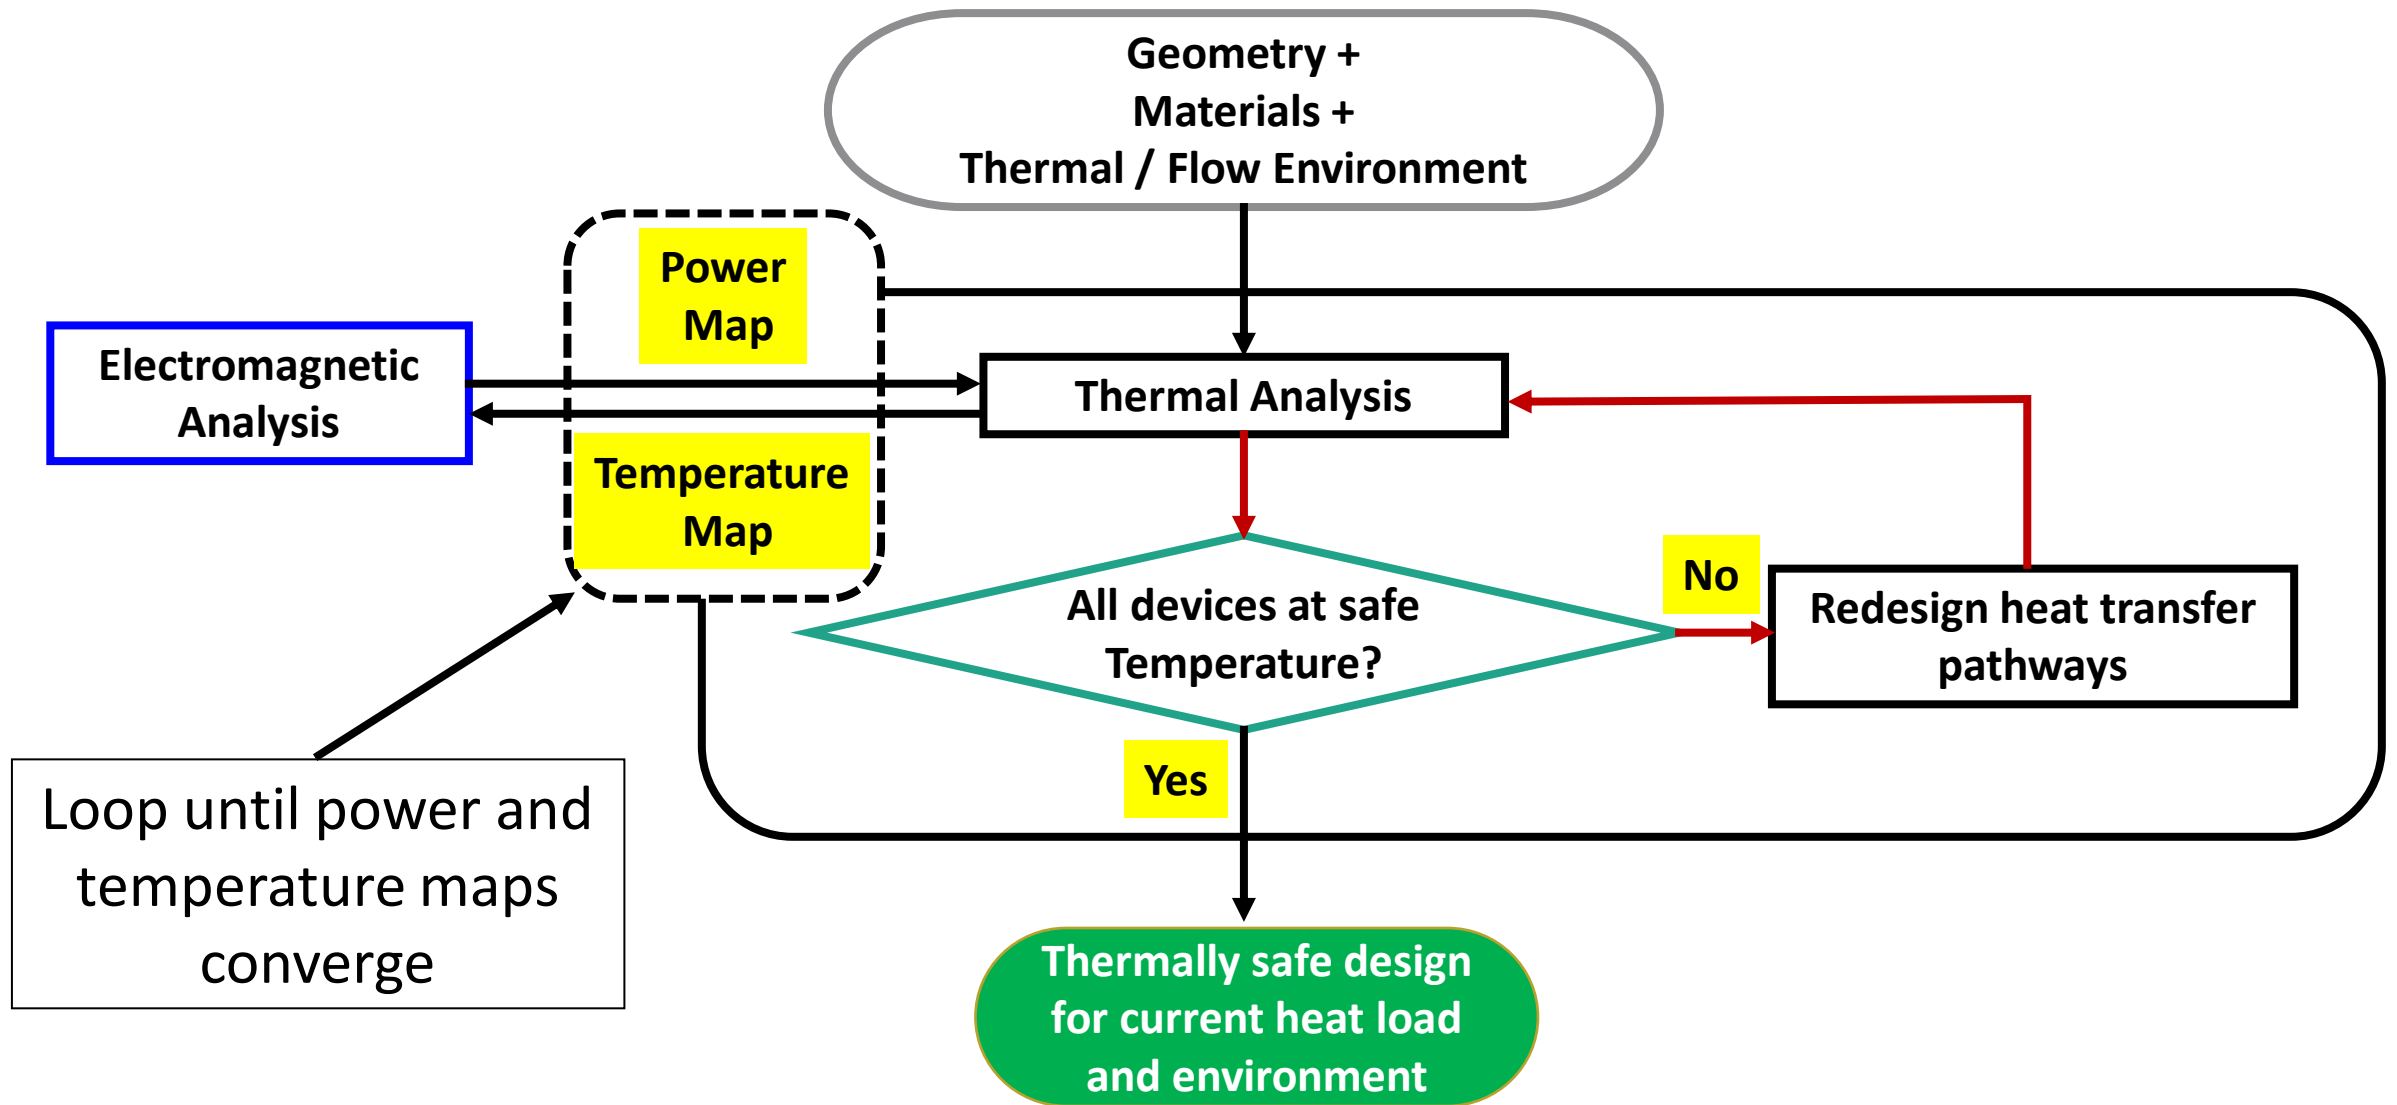 Geometry +
Materials +
Thermal / Flow Environment
Power
Map
Electromagnetic
Analysis
Thermal Analysis
Temperature
Map
All devices at safe
Temperature?
No
Redesign heat transfer
pathways
Yes
Loop until power and
temperature maps
converge
Thermally safe design
for current heat load
and environment